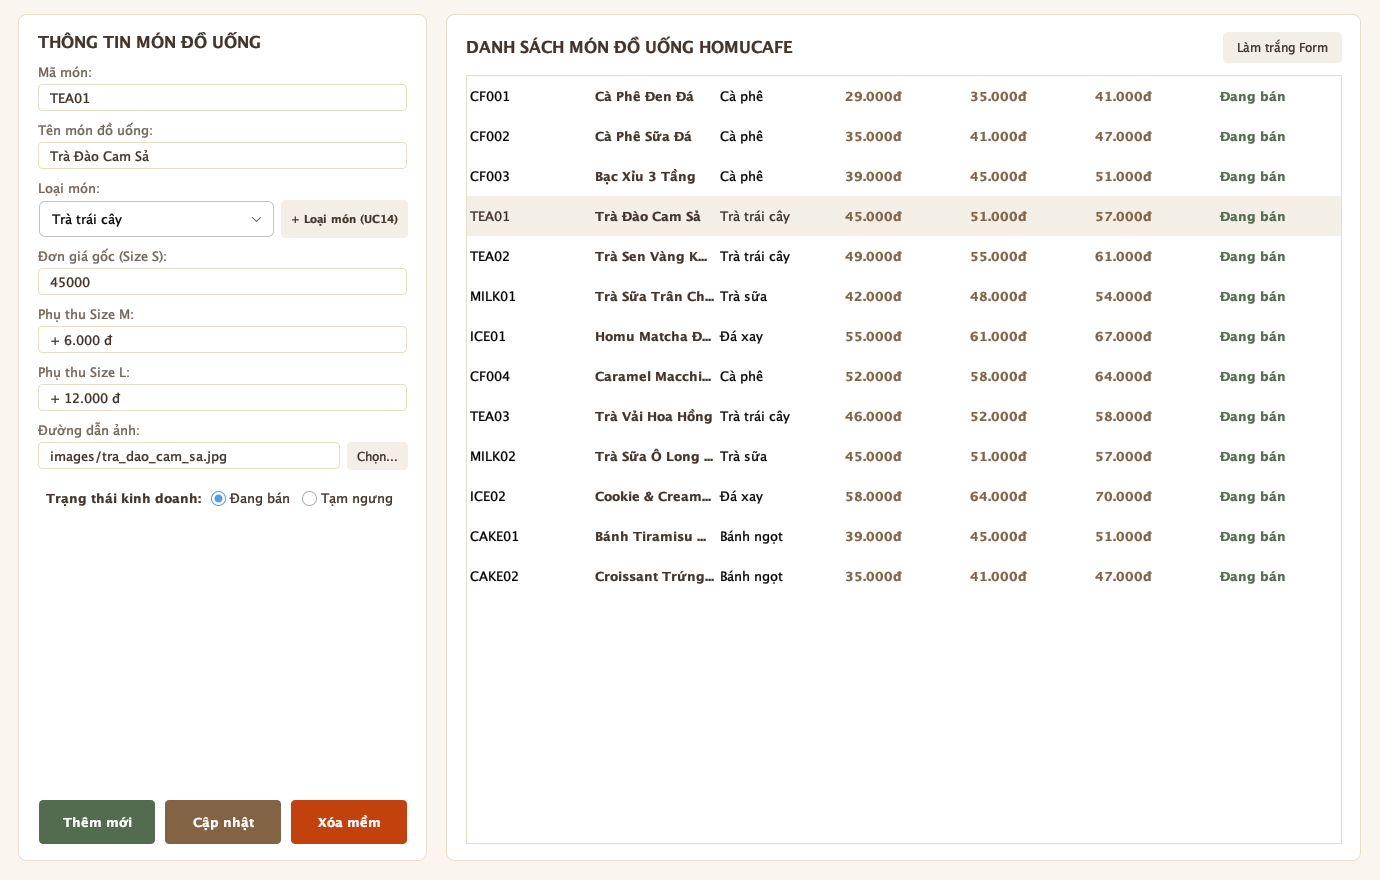 THÔNG TIN MÓN ĐỒ UỐNG
Mã món:
TEA01
Tên món đồ uống:
Trà Đào Cam Sả
Loại món:
Trà trái cây
+ Loại món (UC14)
Đơn giá gốc (Size S):
45000
Phụ thu Size M:
+ 6.000 đ
Phụ thu Size L:
+ 12.000 đ
Đường dẫn ảnh:
images/tra_dao_cam_sa.jpg
Chọn...
Trạng thái kinh doanh: Đang bán Tạm ngưng
Thêm mới Cập nhật Xóa mềm
DANH SÁCH MÓN ĐỒ UỐNG HOMUCAFE
Làm trắng Form
CF001 Cà Phê Đen Đá Cà phê 29.000đ 35.000đ 41.000đ Đang bán
CF002 Cà Phê Sữa Đá Cà phê 35.000đ 41.000đ 47.000đ Đang bán
CF003 Bạc Xỉu 3 Tầng Cà phê 39.000đ 45.000đ 51.000đ Đang bán
TEA01 Trà Đào Cam Sả Trà trái cây 45.000đ 51.000đ 57.000đ Đang bán
TEA02 Trà Sen Vàng K... Trà trái cây 49.000đ 55.000đ 61.000đ Đang bán
MILK01 Trà Sữa Trân Ch... Trà sữa 42.000đ 48.000đ 54.000đ Đang bán
ICE01 Homu Matcha Đ... Đá xay 55.000đ 61.000đ 67.000đ Đang bán
CF004 Caramel Macchi... Cà phê 52.000đ 58.000đ 64.000đ Đang bán
TEA03 Trà Vải Hoa Hồng Trà trái cây 46.000đ 52.000đ 58.000đ Đang bán
MILK02 Trà Sữa Ô Long ... Trà sữa 45.000đ 51.000đ 57.000đ Đang bán
ICE02 Cookie & Cream... Đá xay 58.000đ 64.000đ 70.000đ Đang bán
CAKE01 Bánh Tiramisu ... Bánh ngọt 39.000đ 45.000đ 51.000đ Đang bán
CAKE02 Croissant Trứng... Bánh ngọt 35.000đ 41.000đ 47.000đ Đang bán